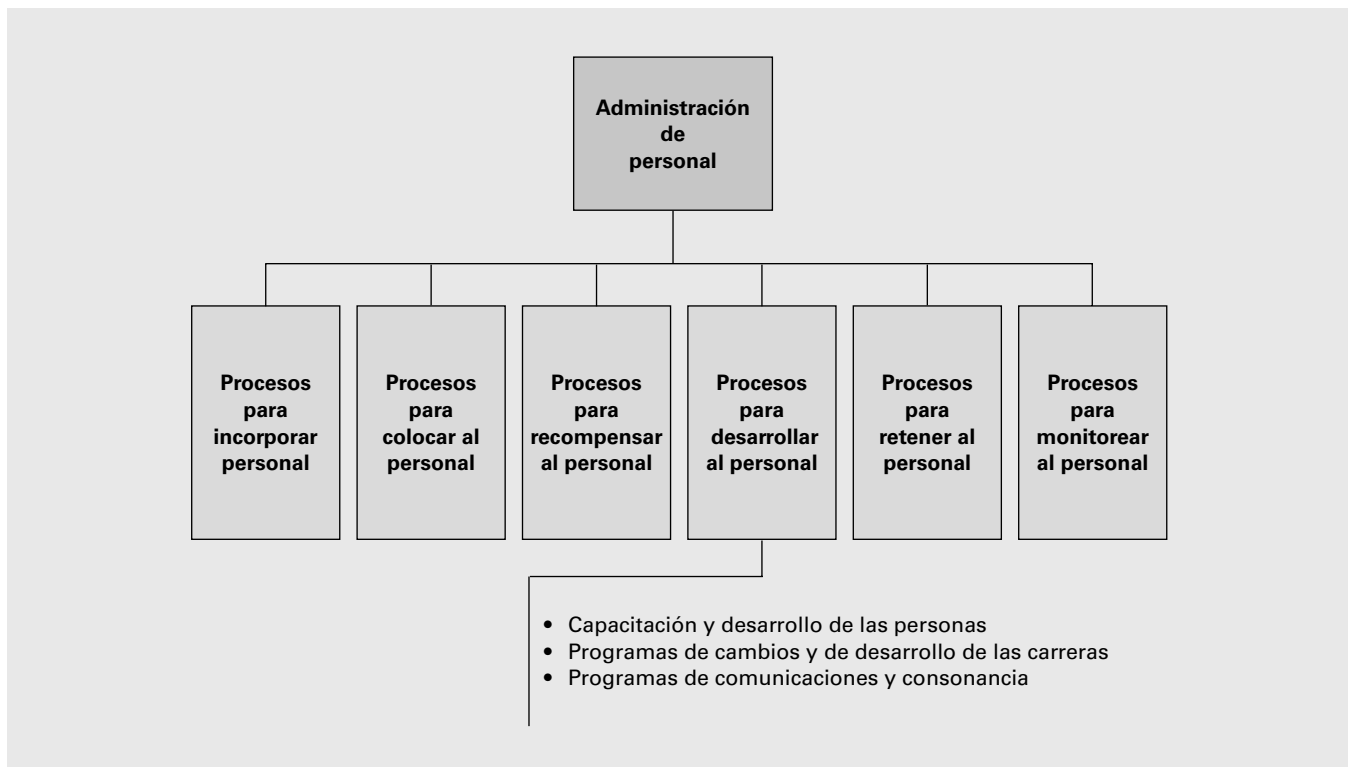 Administración
de
personal
Procesos
para
incorporar
personal
Procesos
para
colocar al
personal
Procesos
para
recompensar
al personal
Procesos
para
desarrollar
al personal
Procesos
para
retener al
personal
Procesos
para
monitorear
al personal
• Capacitación y desarrollo de las personas
• Programas de cambios y de desarrollo de las carreras
• Programas de comunicaciones y consonancia